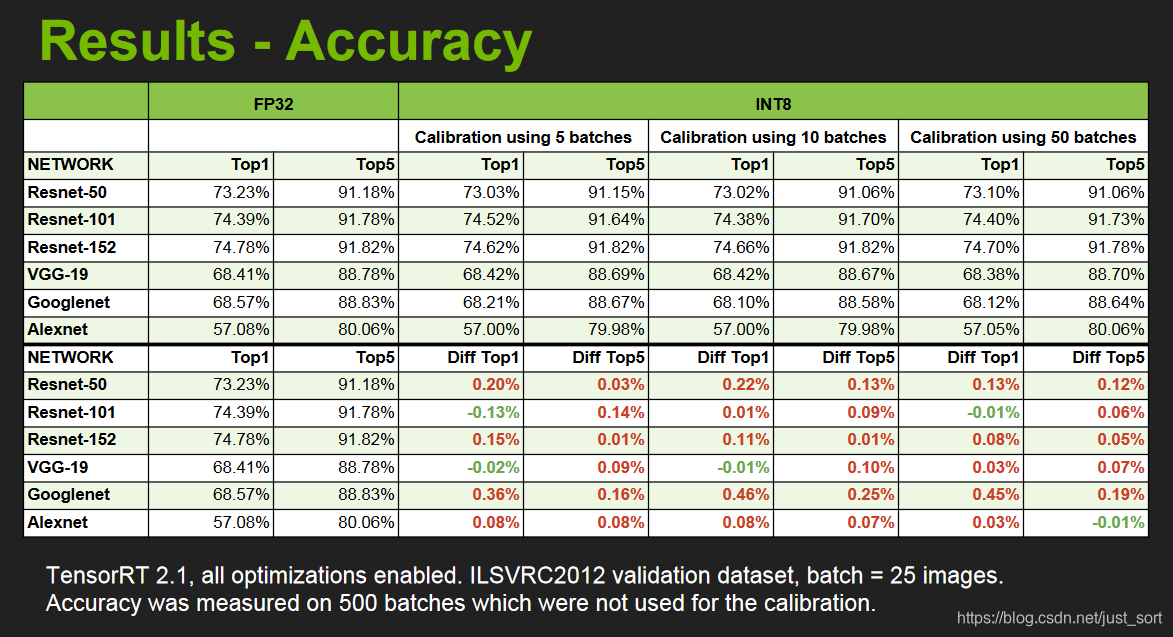 Results - Accuracy
FP32 INT8
Calibration using 5 batches Calibration using 10 batches Calibration using 50 batches
NETWORK Top1 Top5 Top1 Top5 Top1 Top5 Top1 Top5
Resnet-50 73.23% 91.18% 73.03% 91.15% 73.02% 91.06% 73.10% 91.06%
Resnet-101 74.39% 91.78% 74.52% 91.64% 74.38% 91.70% 74.40% 91.73%
Resnet-152 74.78% 91.82% 74.62% 91.82% 74.66% 91.82% 74.70% 91.78%
VGG-19 68.41% 88.78% 68.42% 88.69% 68.42% 88.67% 68.38% 88.70%
Googlenet 68.57% 88.83% 68.21% 88.67% 68.10% 88.58% 68.12% 88.64%
Alexnet 57.08% 80.06% 57.00% 79.98% 57.00% 79.98% 57.05% 80.06%
NETWORK Top1 Top5 Diff Top1 Diff Top5 Diff Top1 Diff Top5 Diff Top1 Diff Top5
Resnet-50 73.23% 91.18% 0.20% 0.03% 0.22% 0.13% 0.13% 0.12%
Resnet-101 74.39% 91.78% -0.13% 0.14% 0.01% 0.09% -0.01% 0.06%
Resnet-152 74.78% 91.82% 0.15% 0.01% 0.11% 0.01% 0.08% 0.05%
VGG-19 68.41% 88.78% -0.02% 0.09% -0.01% 0.10% 0.03% 0.07%
Googlenet 68.57% 88.83% 0.36% 0.16% 0.46% 0.25% 0.45% 0.19%
Alexnet 57.08% 80.06% 0.08% 0.08% 0.08% 0.07% 0.03% -0.01%
TensorRT 2.1, all optimizations enabled. ILSVRC2012 validation dataset, batch = 25 images.
Accuracy was measured on 500 batches which were not used for the calibration.
https://blog.csdn.net/just_sort